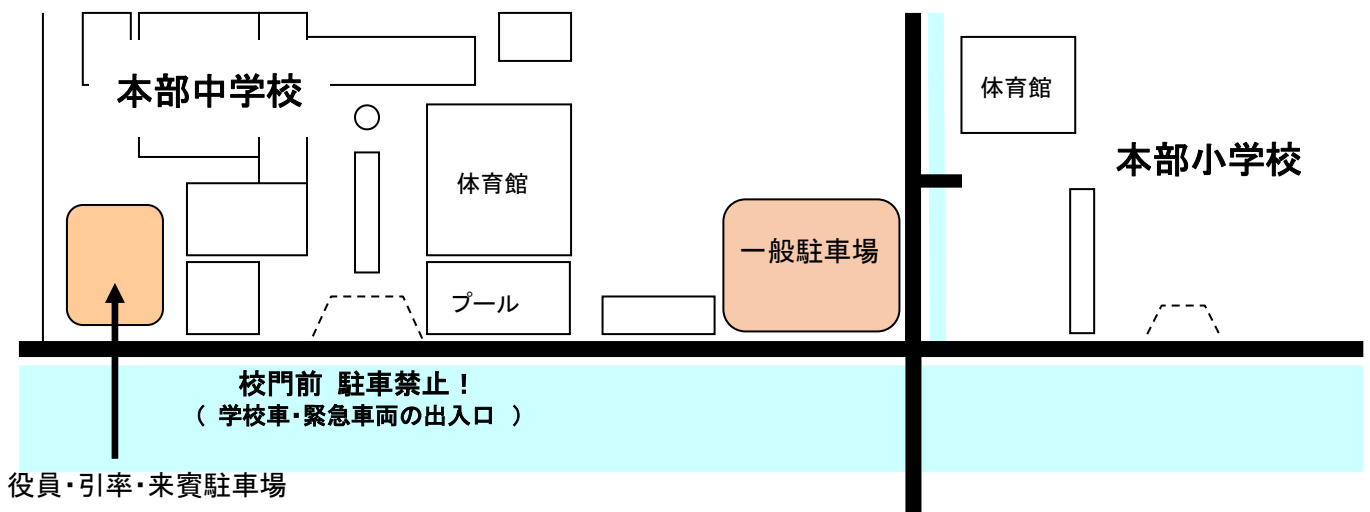 本部中学校
体育館
本部小学校
体育館
一般駐車場
プール
校門前 駐車禁止！
（ 学校車・緊急車両の出入口 ）
役員・引率・来賓駐車場